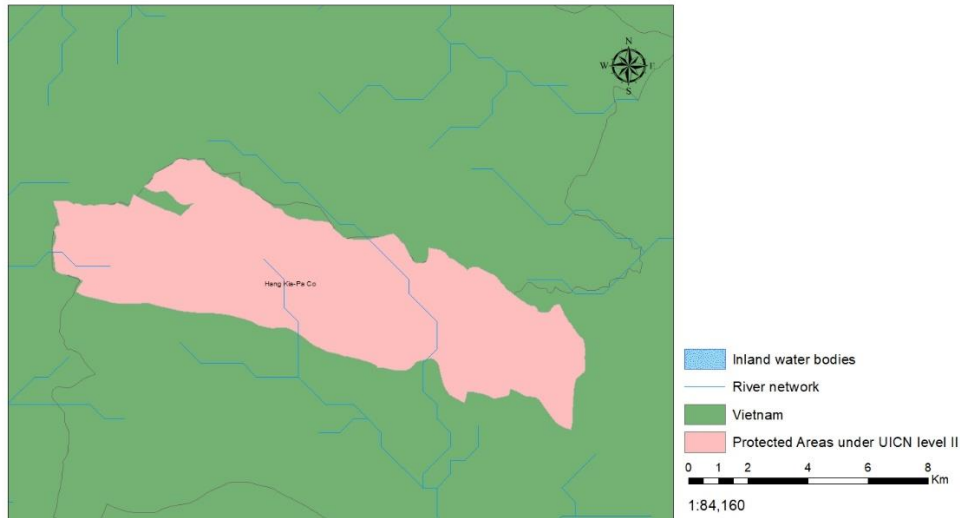 N
W E
S
Hang Kia-Pa Co
Inland water bodies
River network
Vietnam
Protected Areas under UICN level II
0 1 2 4 6 8
Km
1:84,160